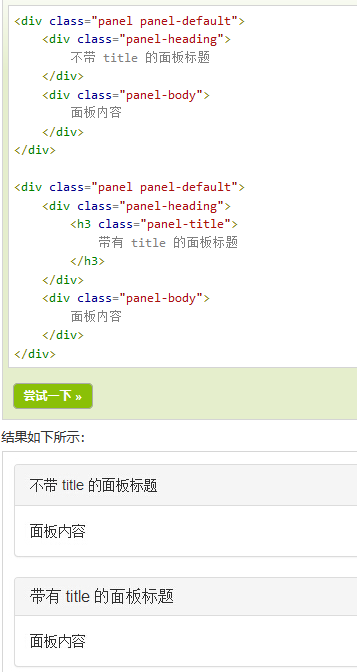 <div class="panel panel-default">
    <div class="panel-heading">
        不带 title 的面板标题
    </div>
    <div class="panel-body">
        面板内容
    </div>
</div>

<div class="panel panel-default">
    <div class="panel-heading">
        <h3 class="panel-title">
            带有 title 的面板标题
        </h3>
    </div>
    <div class="panel-body">
        面板内容
    </div>
</div>
尝试一下 »
结果如下所示：
不带 title 的面板标题
面板内容
带有 title 的面板标题
面板内容